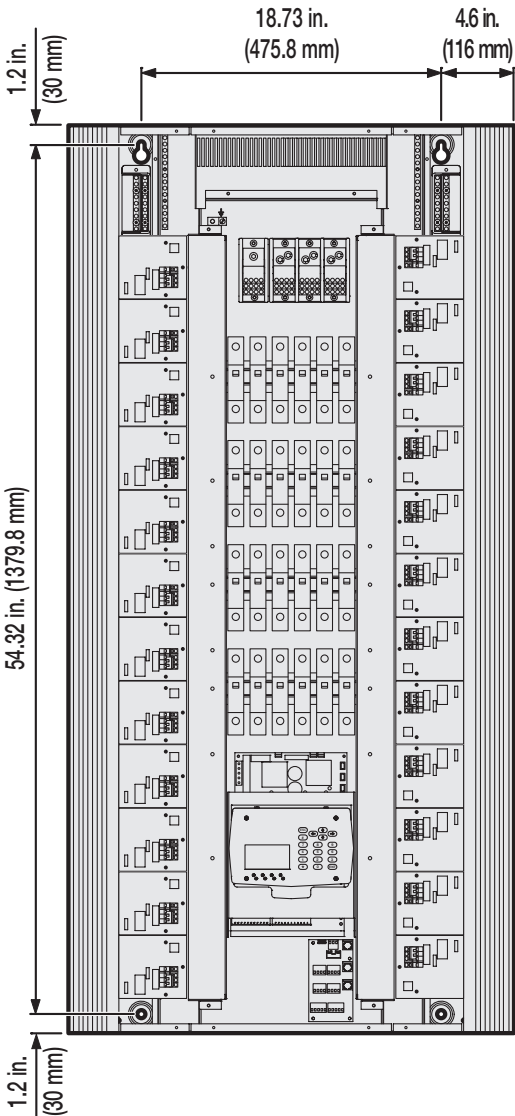 18.73 in.
(475.8 mm)
4.6 in.
(116 mm)
1.2 in.
(30 mm)
54.32 in. (1379.8 mm)
1.2 in.
(30 mm)